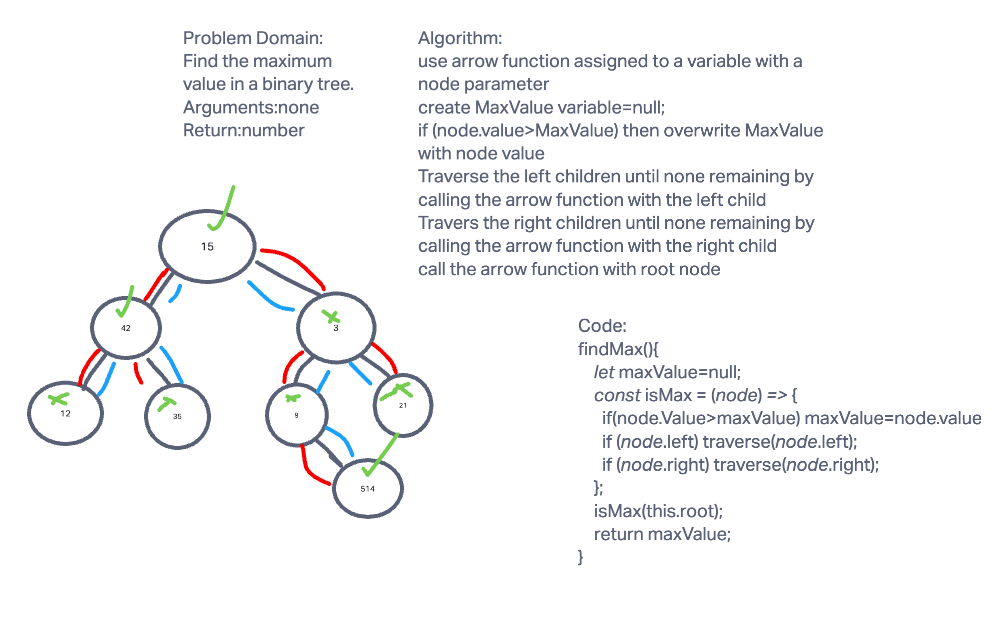 Problem Domain:
Find the maximum
value in a binary tree.
Arguments:none
Return:number
Algorithm:
use arrow function assigned to a variable with a
node parameter
create MaxValue variable=null;
if (node.value>MaxValue) then overwrite MaxValue
with node value
Traverse the left children until none remaining by
calling the arrow function with the left child
Travers the right children until none remaining by
calling the arrow function with the right child
call the arrow function with root node
15
42
3
12
35
9
21
514
Code:
findMax(){
let maxValue=null;
const isMax = (node) => {
if(node.Value>maxValue) maxValue=node.value
if (node.left) traverse(node.left);
if (node.right) traverse(node.right);
};
isMax(this.root);
return maxValue;
}